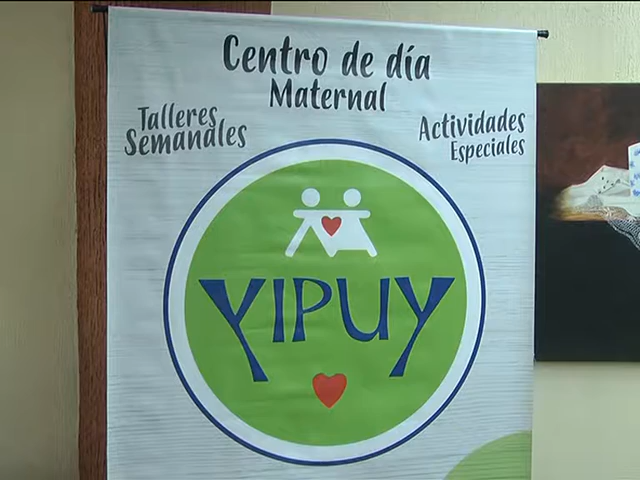 Centro de día
Maternal
Talleres
Semanales
Actividades
Especiales
YIPUY